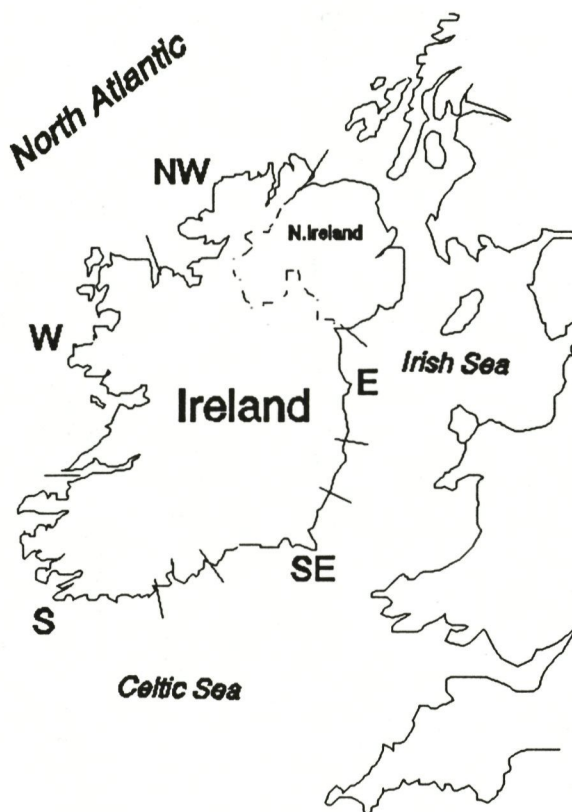 North Atlantic
NW
N.Ireland
W
Irish Sea
E
Ireland
SE
S
Celtic Sea